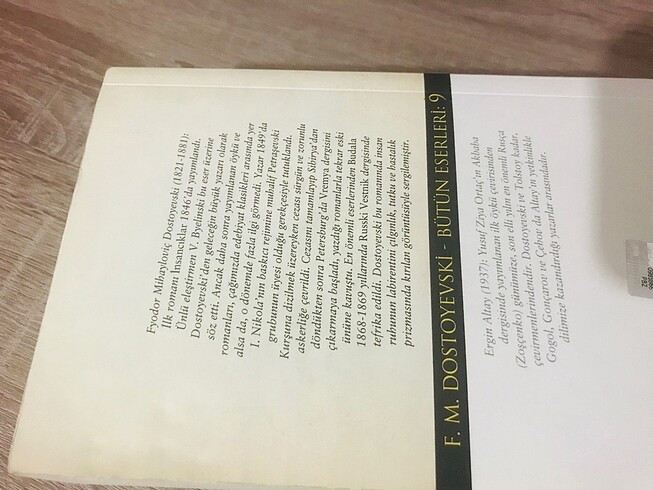 Fyodor Mihayloviç Dostoyevski (1821-1881):
İlk romanı İnsancıklar 1846'da yayımlandı.
Ünlü eleştirmen V. Byelinski bu eser üzerine
Dostoyevski'den geleceğin büyük yazarı olarak
söz etti. Ancak daha sonra yayımlanan öykü ve
romanları, çağımızda edebiyat klasikleri arasında yer
alsa da, o dönemde fazla ilgi görmedi. Yazar 1849'da
I. Nikola'nın baskıcı rejimine muhalif Petraşevski
grubunun üyesi olduğu gerekçesiyle tutuklandı.
Kurşuna dizilmek üzereyken cezası sürgün ve zorunlu
askerliğe çevrildi. Cezasını tamamlayıp Sibirya'dan
döndükten sonra Petersburg'da Vremya dergisini
çıkarmaya başladı, yazdığı romanlarla tekrar eski
ününe kavuştu. En önemli eserlerinden Budala
1868-1869 yıllarında Russki Vestnik dergisinde
tefrika edildi. Dostoyevski bu romanında insan
ruhunun labirentini çılgınlık, tutku ve hastalık
prizmasında kırılan görüntüsüyle sergilemiştir.
F. M. DOSTOYEVSKİ - BÜTÜN ESERLERİ: 9
Ergin Altay (1937); Yusuf Ziya Ortaç'ın Akbaba
dergisinde yayımlanan ilk öykü çevirisinden
(Zoşçenko) günümüze, son elli yılın en önemli Rusça
çevirmenlerindendir. Dostoyevski ve Tolstoy kadar,
Gogol, Gonçarov ve Çehov da Altay'ın yetkinlikle
dilimize kazandırdığı yazarlar arasındadır.